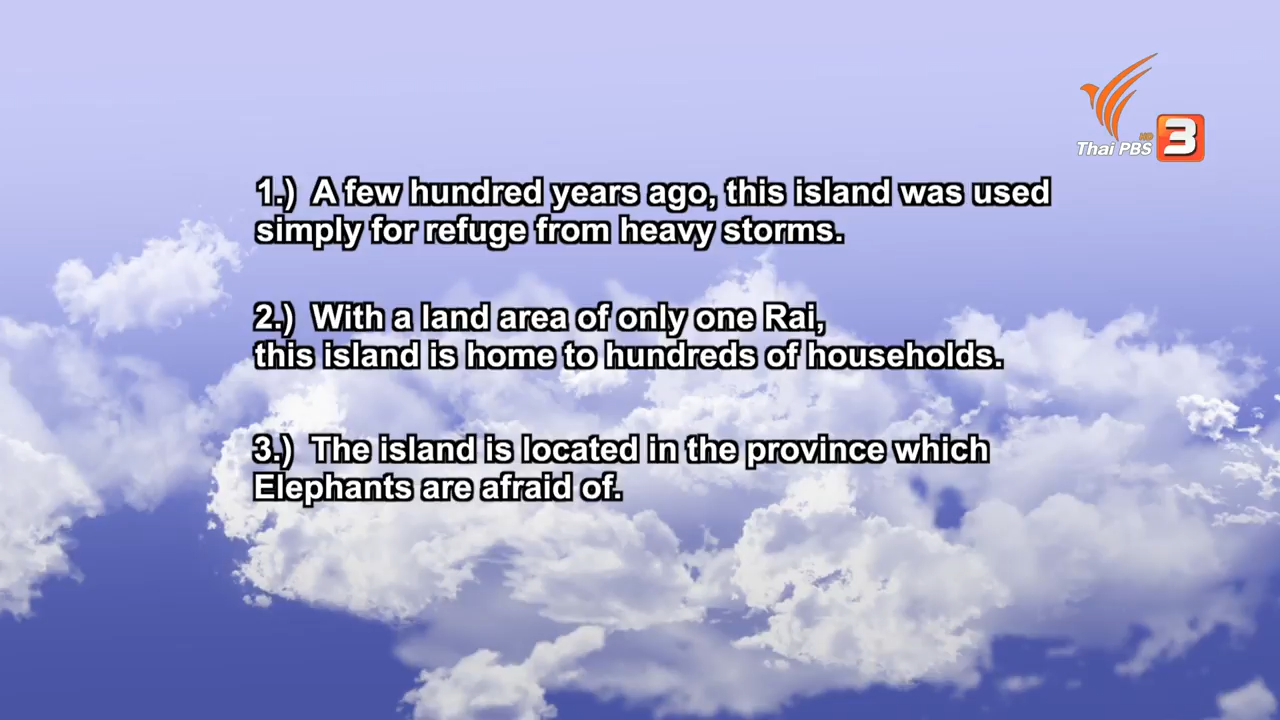 HD
Thai PBS 3
1.) A few hundred years ago, this island was used
simply for refuge from heavy storms.
2.) With a land area of only one Rai,
this island is home to hundreds of households.
3.) The island is located in the province which
Elephants are afraid of.